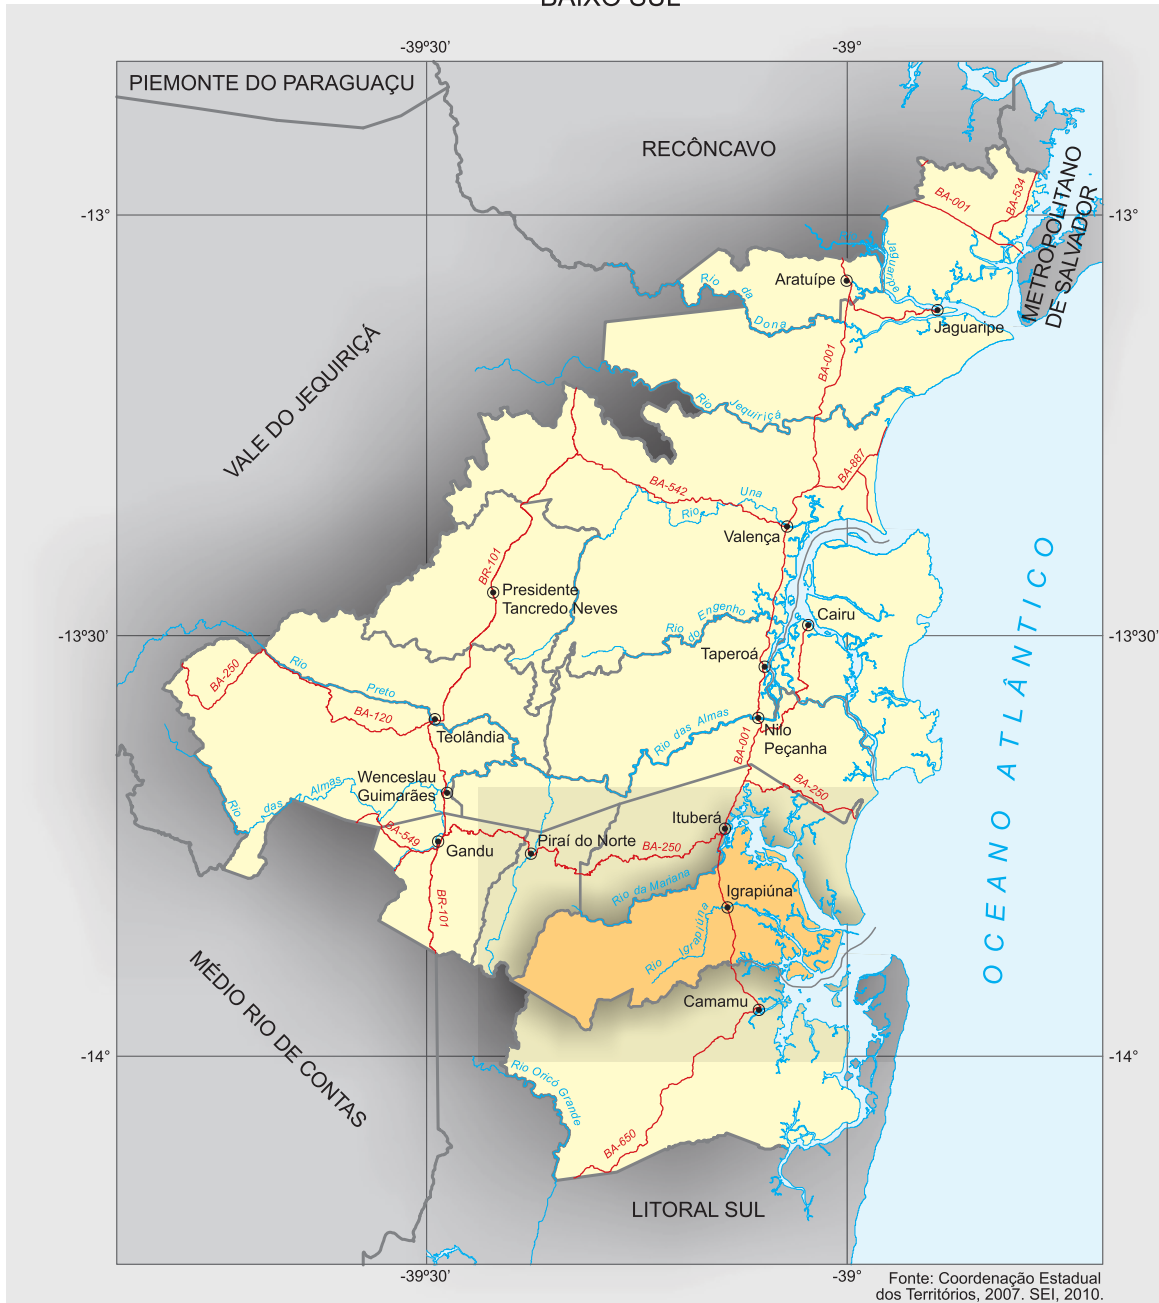 BAIXO SUL
-39°30'
-39°
PIEMONTE DO PARAGUAÇU
RECÔNCAVO
METROPOLITANO
DE SALVADOR
BA-001
BA-534
-13°
-13°
Jaguaripe
Aratuípe
Rio da Dona
Jaguaripe
BA-001
VALE DO JEQUIRIÇÁ
Rio Jequiriçá
BA-887
BA-542
Rio Una
Valença
BR-101
Presidente
Tancredo Neves
Rio do Engenho
Cairu
OCEANO ATLÂNTICO
-13°30'
-13°30'
Taperoá
BA-250
Rio Preto
BA-120
Teolândia
Rio das Almas
Nilo
Peçanha
BA-001
Wenceslau
Guimarães
Rio das Almas
BA-250
Ituberá
BA-549
Gandu
Piraí do Norte
BA-250
Rio da Mariana
Igrapiúna
BR-101
Rio Igrapiúna
MÉDIO RIO DE CONTAS
Camamu
-14°
-14°
Rio Oricó Grande
BA-650
LITORAL SUL
-39°30'
-39°
Fonte: Coordenação Estadual
dos Territórios, 2007. SEI, 2010.